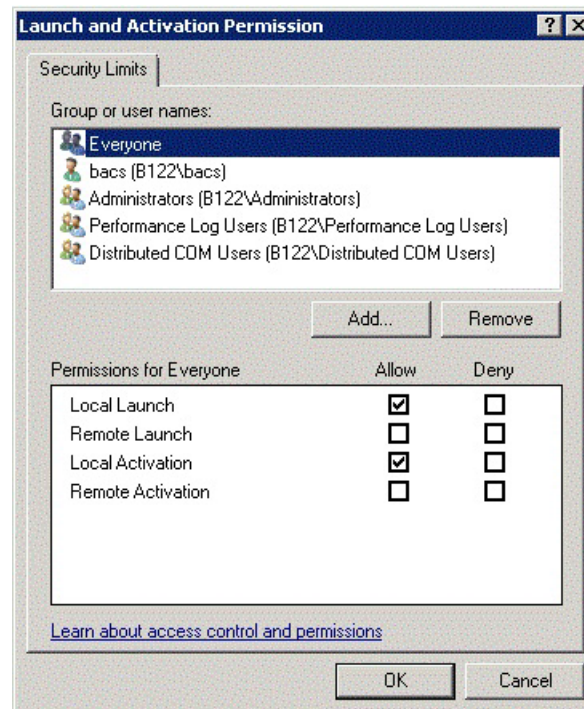 Launch and Activation Permission
Security Limits
Group or user names:
Everyone
bacs (B122\bacs)
Administrators (B122\Administrators)
Performance Log Users (B122\Performance Log Users)
Distributed COM Users (B122\Distributed COM Users)
Add... Remove
Permissions for Everyone Allow Deny
Local Launch
Remote Launch
Local Activation
Remote Activation
Learn about access control and permissions
OK Cancel